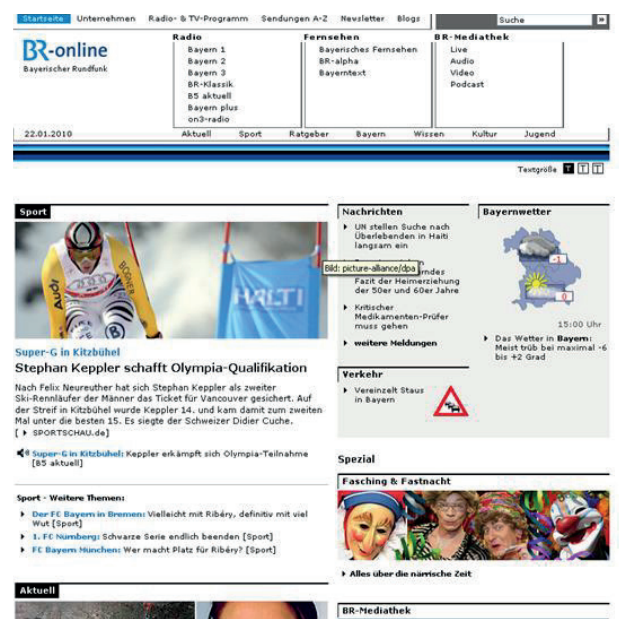 Startseite Unternehmen Radio- & TV-Programm Sendungen A-Z Newsletter Blogs Suche
BR-online
Bayerischer Rundfunk
Radio
Bayern 1
Bayern 2
Bayern 3
BR-Klassik
B5 aktuell
Bayern plus
on3-radio
Fernsehen
Bayerisches Fernsehen
BR-alpha
Bayerntext
BR-Mediathek
Live
Audio
Video
Podcast
22.01.2010 Aktuell Sport Ratgeber Bayern Wissen Kultur Jugend
Textgröße T T T
Sport
AUDI
BOGNER
HALTI
Bild: picture-alliance/dpa
Super-G in Kitzbühel
Stephan Keppler schafft Olympia-Qualifikation
Nach Felix Neureuther hat sich Stephan Keppler als zweiter
Ski-Rennläufer der Männer das Ticket für Vancouver gesichert. Auf
der Streif in Kitzbühel wurde Keppler 14. und kam damit zum zweiten
Mal unter die besten 15. Es siegte der Schweizer Didier Cuche.
[ SPORTSCHAU.de]
Super-G in Kitzbühel: Keppler erkämpft sich Olympia-Teilnahme
[B5 aktuell]
Sport - Weitere Themen:
Der FC Bayern in Bremen: Vielleicht mit Ribéry, definitiv mit viel
Wut [Sport]
1. FC Nürnberg: Schwarze Serie endlich beenden [Sport]
FC Bayern München: Wer macht Platz für Ribéry? [Sport]
Aktuell
Nachrichten
UN stellen Suche nach
Überlebenden in Haiti
langsam ein
Fazit der Heimerziehung
der 50er und 60er Jahre
Kritischer
Medikamenten-Prüfer
muss gehen
weitere Meldungen
Verkehr
Vereinzelt Staus
in Bayern
Bayernwetter
-1
0
15:00 Uhr
Das Wetter in Bayern:
Meist trüb bei maximal -6
bis +2 Grad
Spezial
Fasching & Fastnacht
Alles über die närrische Zeit
BR-Mediathek